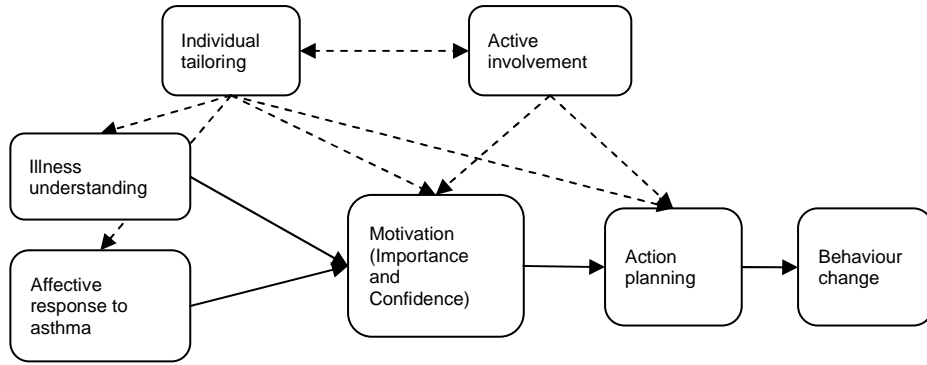 Individual
tailoring
Active
involvement
Illness
understanding
Affective
response to
asthma
Motivation
(Importance
and
Confidence)
Action
planning
Behaviour
change